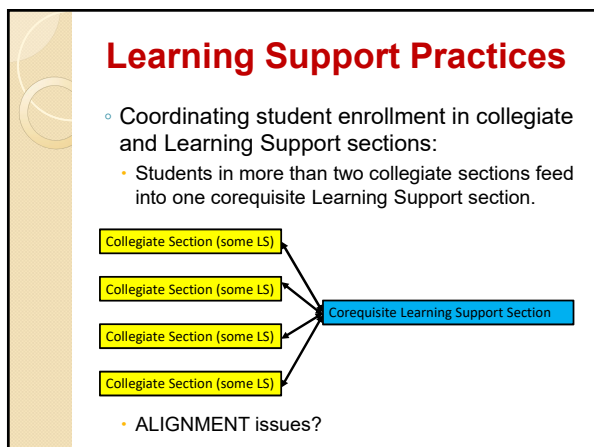 Learning Support Practices
◦ Coordinating student enrollment in collegiate
and Learning Support sections:
• Students in more than two collegiate sections feed
into one corequisite Learning Support section.
Collegiate Section (some LS)
Collegiate Section (some LS)
Corequisite Learning Support Section
Collegiate Section (some LS)
Collegiate Section (some LS)
• ALIGNMENT issues?